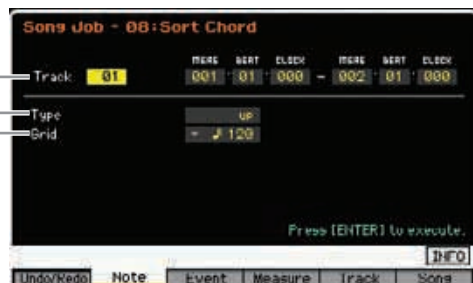 Song Job - 08:Sort Chord
MEAS BEAT CLOCK MEAS BEAT CLOCK
Track 01 001 : 01 : 000 - 002 : 01 : 000
Type up
Grid 120
Press [ENTER] to execute.
INFO
Undo/Redo Note Event Measure Track Song